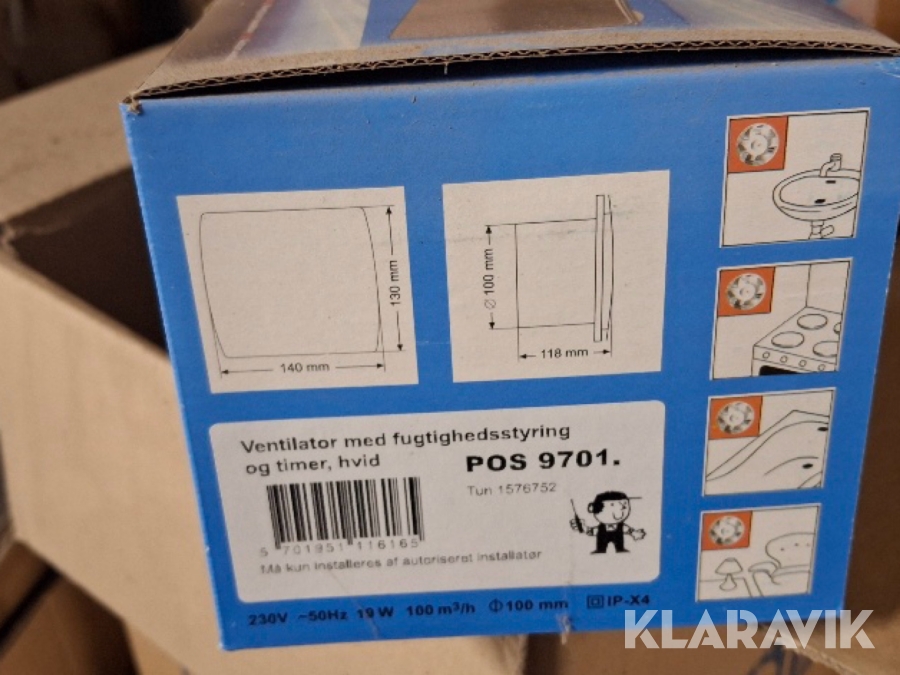 130 mm
140 mm
Ø 100 mm
118 mm
Ventilator med fugtighedsstyring
og timer, hvid
POS 9701.
Tun 1576752
5 701951 116165
Må kun installeres af autoriseret installatør
230V ~50Hz 19W 100 m³/h Φ100 mm IP-X4
KLARAVIK